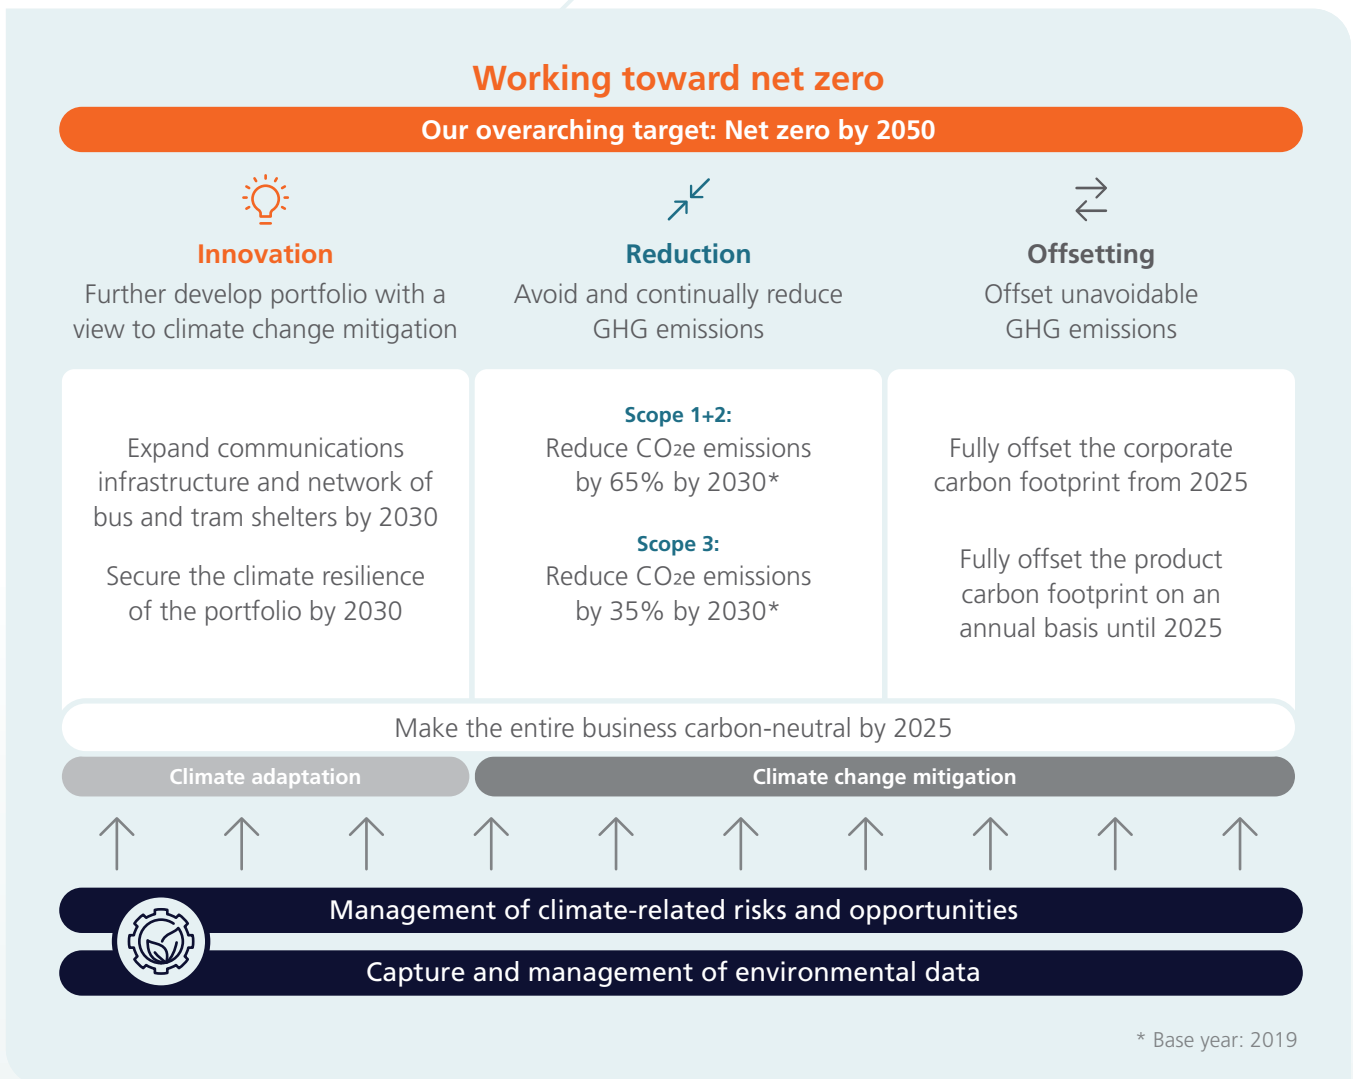 Working toward net zero
Our overarching target: Net zero by 2050
Innovation
Further develop portfolio with a
view to climate change mitigation
Reduction
Avoid and continually reduce
GHG emissions
Offsetting
Offset unavoidable
GHG emissions
Expand communications
infrastructure and network of
bus and tram shelters by 2030
Secure the climate resilience
of the portfolio by 2030
Scope 1+2:
Reduce CO2e emissions
by 65% by 2030*
Scope 3:
Reduce CO2e emissions
by 35% by 2030*
Fully offset the corporate
carbon footprint from 2025
Fully offset the product
carbon footprint on an
annual basis until 2025
Make the entire business carbon-neutral by 2025
Climate adaptation
Climate change mitigation
Management of climate-related risks and opportunities
Capture and management of environmental data
* Base year: 2019